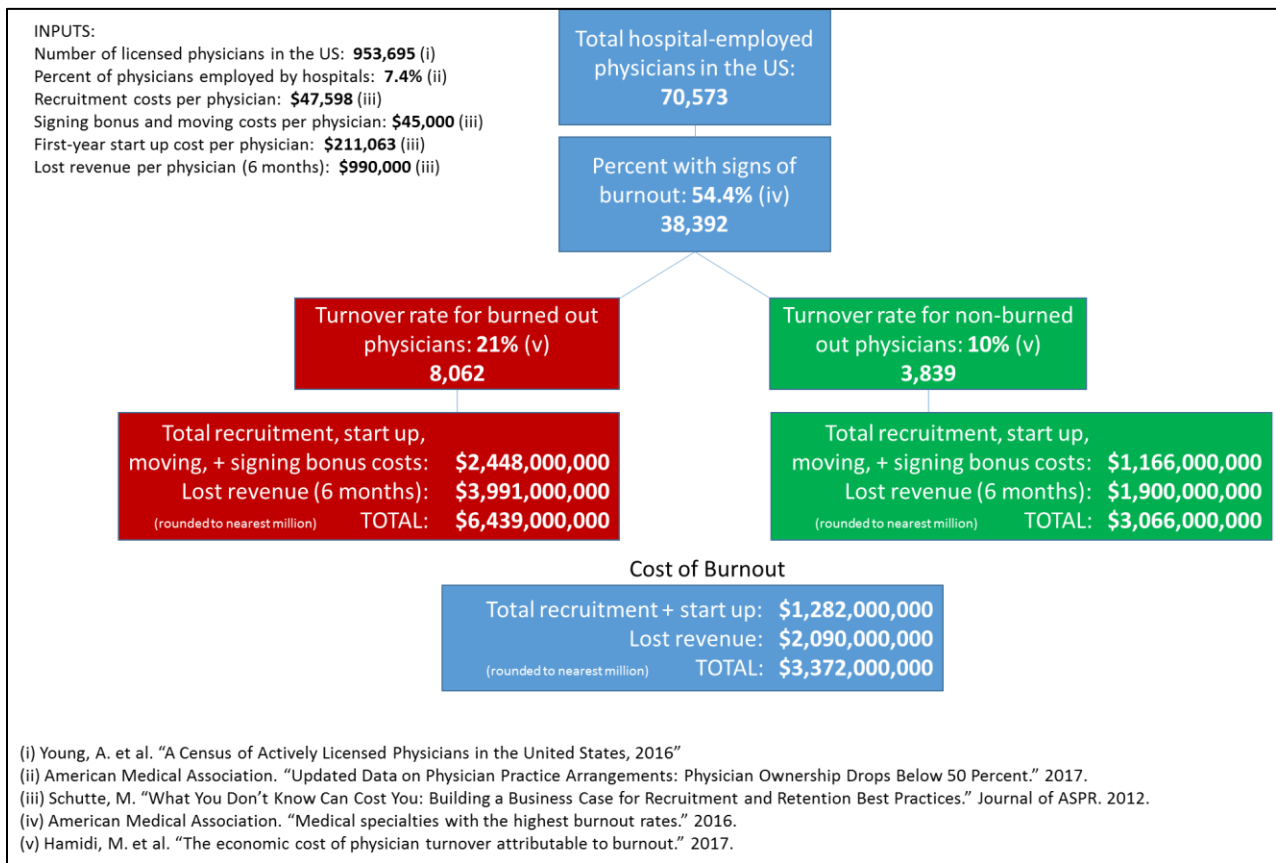 INPUTS:
Number of licensed physicians in the US: 953,695 (i)
Percent of physicians employed by hospitals: 7.4% (ii)
Recruitment costs per physician: $47,598 (iii)
Signing bonus and moving costs per physician: $45,000 (iii)
First-year start up cost per physician: $211,063 (iii)
Lost revenue per physician (6 months): $990,000 (iii)
Total hospital-employed
physicians in the US:
70,573
Percent with signs of
burnout: 54.4% (iv)
38,392
Turnover rate for burned out
physicians: 21% (v)
8,062
Turnover rate for non-burned
out physicians: 10% (v)
3,839
Total recruitment, start up,
moving, + signing bonus costs: $2,448,000,000
Lost revenue (6 months): $3,991,000,000
(rounded to nearest million) TOTAL: $6,439,000,000
Total recruitment, start up,
moving, + signing bonus costs: $1,166,000,000
Lost revenue (6 months): $1,900,000,000
(rounded to nearest million) TOTAL: $3,066,000,000
Cost of Burnout
Total recruitment + start up: $1,282,000,000
Lost revenue: $2,090,000,000
(rounded to nearest million) TOTAL: $3,372,000,000
(i) Young, A. et al. “A Census of Actively Licensed Physicians in the United States, 2016”
(ii) American Medical Association. “Updated Data on Physician Practice Arrangements: Physician Ownership Drops Below 50 Percent.” 2017.
(iii) Schutte, M. “What You Don’t Know Can Cost You: Building a Business Case for Recruitment and Retention Best Practices.” Journal of ASPR. 2012.
(iv) American Medical Association. “Medical specialties with the highest burnout rates.” 2016.
(v) Hamidi, M. et al. “The economic cost of physician turnover attributable to burnout.” 2017.